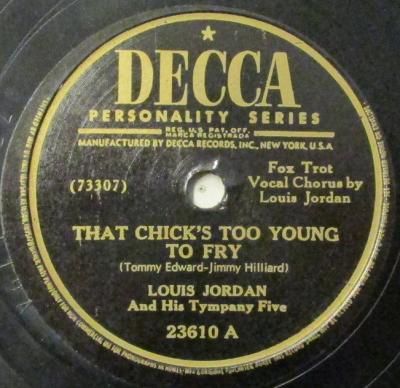 DECCA
PERSONALITY SERIES
REG. U.S. PAT. OFF.
MARCA REGISTRADA
MANUFACTURED BY DECCA RECORDS, INC., NEW YORK, U.S.A.
(73307)
Fox Trot
Vocal Chorus by
Louis Jordan
THAT CHICK'S TOO YOUNG
TO FRY
(Tommy Edward-Jimmy Hilliard)
LOUIS JORDAN
And His Tympany Five
23610 A